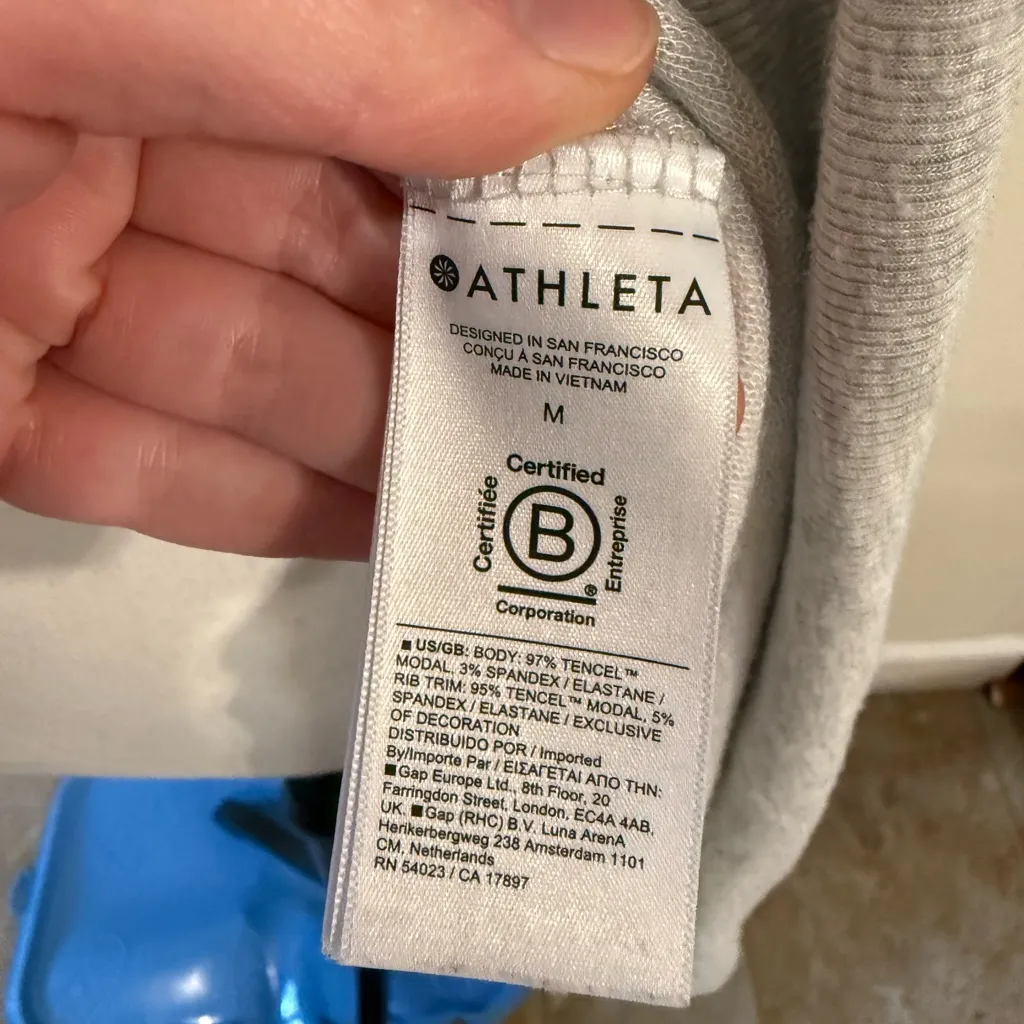 ATHLETA
DESIGNED IN SAN FRANCISCO
CONÇU À SAN FRANCISCO
MADE IN VIETNAM
M
Certified
Certifiée
B
Entreprise
®
Corporation
■ US/GB: BODY: 97% TENCEL™
MODAL, 3% SPANDEX / ELASTANE /
RIB TRIM: 95% TENCEL™ MODAL, 5%
SPANDEX / ELASTANE / EXCLUSIVE
OF DECORATION
DISTRIBUIDO POR / Imported
By/Importe Par / ΕΙΣΑΓΕΤΑΙ ΑΠΟ ΤΗΝ:
■Gap Europe Ltd., 8th Floor, 20
Farringdon Street, London, EC4A 4AB,
UK. ■Gap (RHC) B.V. Luna ArenA
Herikerbergweg 238 Amsterdam 1101
CM, Netherlands
RN 54023 / CA 17897